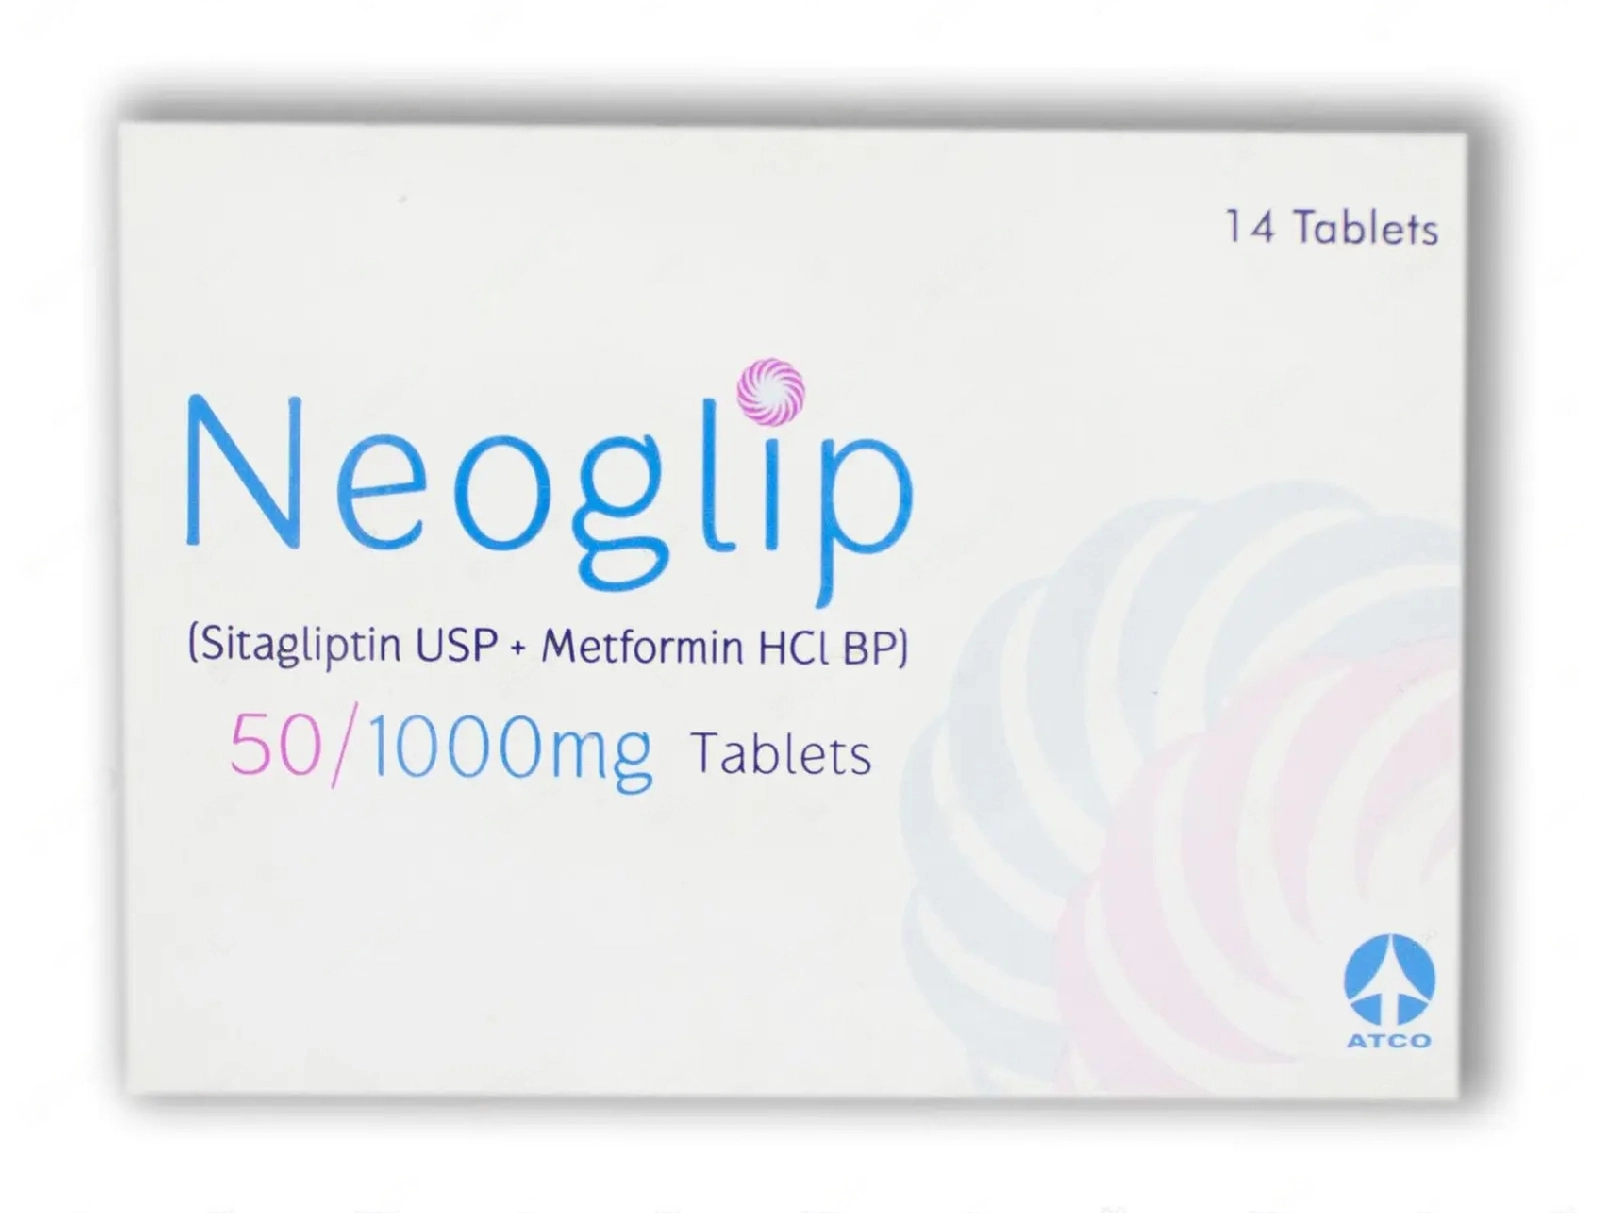 14 Tablets
Neoglip
(Sitagliptin USP + Metformin HCl BP)
50/1000mg Tablets
ATCO